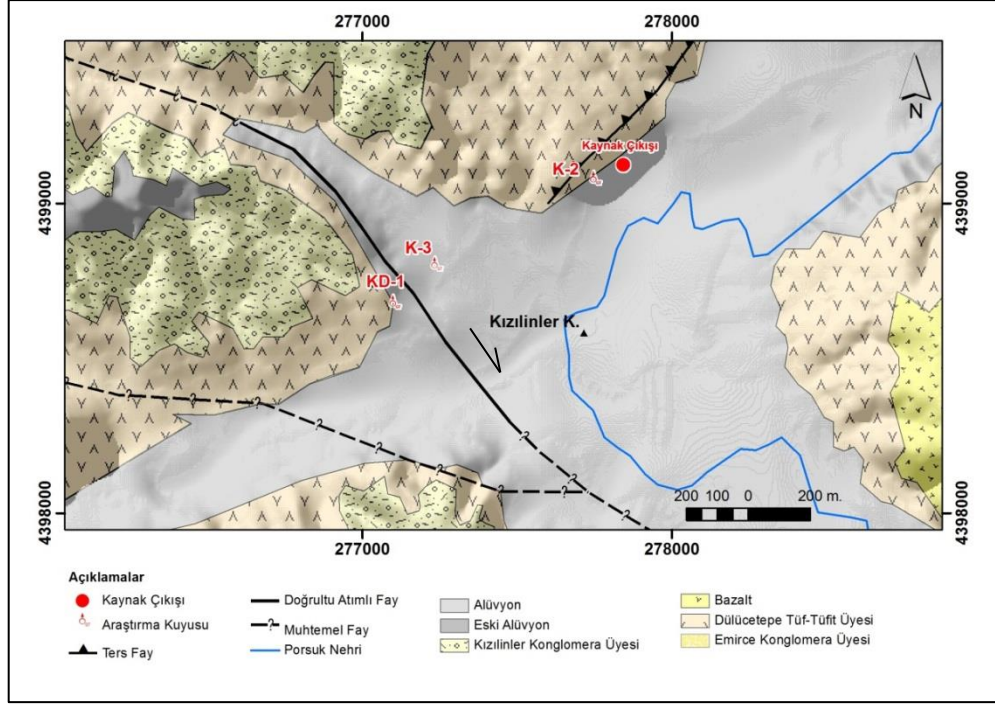 277000
278000
4399000
4399000
N
Kaynak Çıkışı
K-2
K-3
KD-1
Kızılinler K.
4398000
4398000
200 100 0 200 m.
277000
278000
Açıklamalar
Kaynak Çıkışı
Araştırma Kuyusu
Ters Fay
Doğrultu Atımlı Fay
Muhtemel Fay
Porsuk Nehri
Alüvyon
Eski Alüvyon
Kızılinler Konglomera Üyesi
Bazalt
Dülücetepe Tüf-Tüfit Üyesi
Emirce Konglomera Üyesi